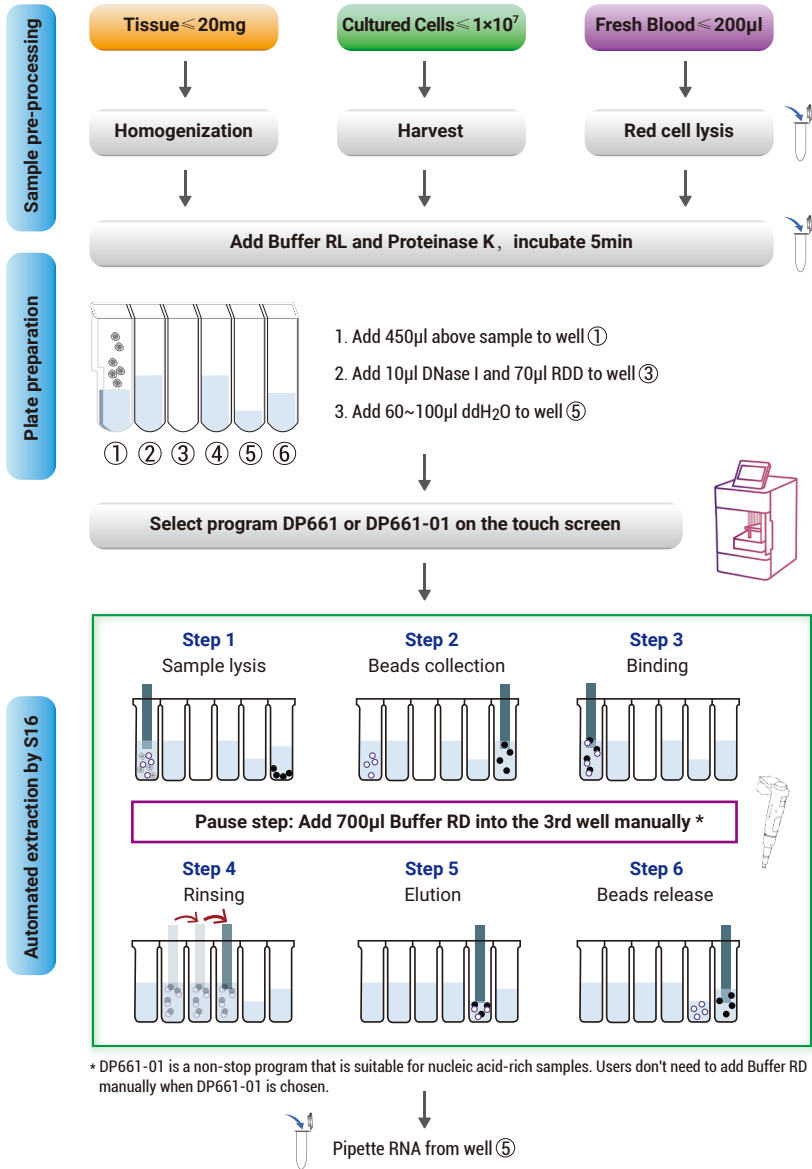 Sample pre-processing
Tissue≤20mg
Cultured Cells≤1×10⁷
Fresh Blood≤200μl
Homogenization
Harvest
Red cell lysis
Add Buffer RL and Proteinase K, incubate 5min
Plate preparation
① ② ③ ④ ⑤ ⑥
1. Add 450μl above sample to well ①
2. Add 10μl DNase I and 70μl RDD to well ③
3. Add 60~100μl ddH₂O to well ⑤
Select program DP661 or DP661-01 on the touch screen
Automated extraction by S16
Step 1
Sample lysis
Step 2
Beads collection
Step 3
Binding
Pause step: Add 700μl Buffer RD into the 3rd well manually *
Step 4
Rinsing
Step 5
Elution
Step 6
Beads release
* DP661-01 is a non-stop program that is suitable for nucleic acid-rich samples. Users don't need to add Buffer RD
manually when DP661-01 is chosen.
Pipette RNA from well ⑤